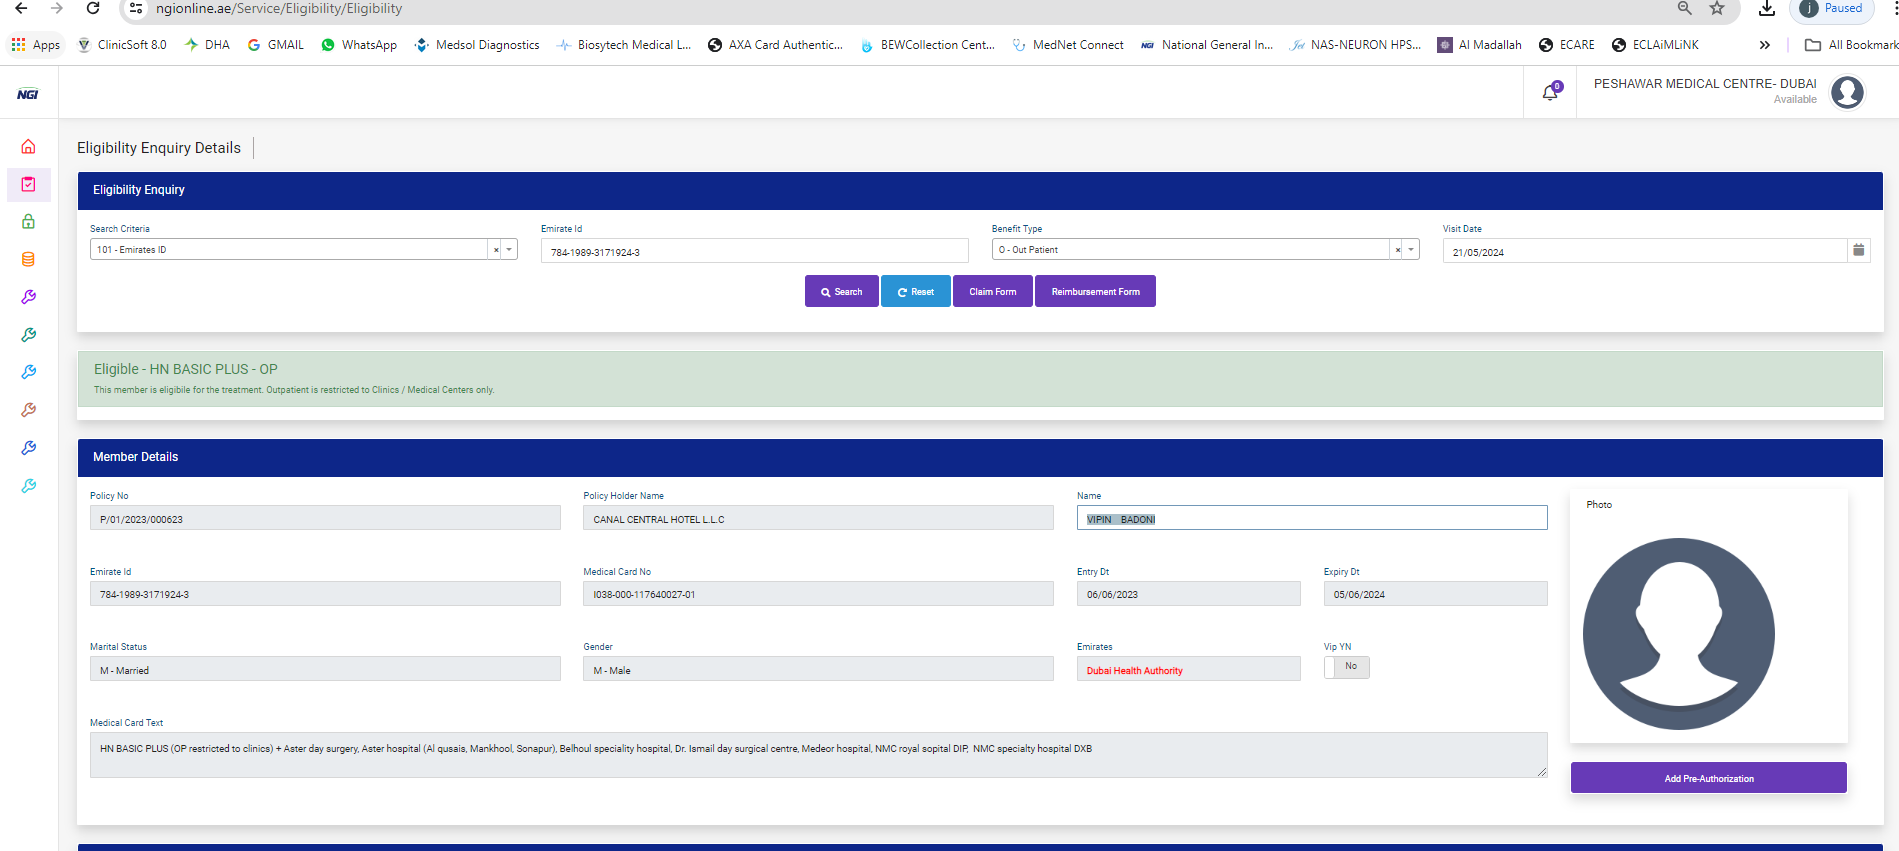 ngionline.ae/Service/Eligibility/Eligibility
j Paused
Apps ClinicSoft 8.0 DHA GMAIL WhatsApp Medsol Diagnostics Biosytech Medical L... AXA Card Authentic... BEWCollection Cent... MedNet Connect NGI National General In... NAS-NEURON HPS... Al Madallah ECARE ECLAiMLiNK » All Bookmark
NGI
0
PESHAWAR MEDICAL CENTRE- DUBAI
Available
Eligibility Enquiry Details
Eligibility Enquiry
Search Criteria Emirate Id Benefit Type Visit Date
101 - Emirates ID × 784-1989-3171924-3 O - Out Patient × 21/05/2024
Search Reset Claim Form Reimbursement Form
Eligible - HN BASIC PLUS - OP
This member is eligibile for the treatment. Outpatient is restricted to Clinics / Medical Centers only.
Member Details
Policy No Policy Holder Name Name Photo
P/01/2023/000623 CANAL CENTRAL HOTEL L.L.C VIPIN BADONI
Emirate Id Medical Card No Entry Dt Expiry Dt
784-1989-3171924-3 I038-000-117640027-01 06/06/2023 05/06/2024
Marital Status Gender Emirates Vip YN
M - Married M - Male Dubai Health Authority No
Medical Card Text
HN BASIC PLUS (OP restricted to clinics) + Aster day surgery, Aster hospital (Al qusais, Mankhool, Sonapur), Belhoul speciality hospital, Dr. Ismail day surgical centre, Medeor hospital, NMC royal sopital DIP, NMC specialty hospital DXB
Add Pre-Authorization